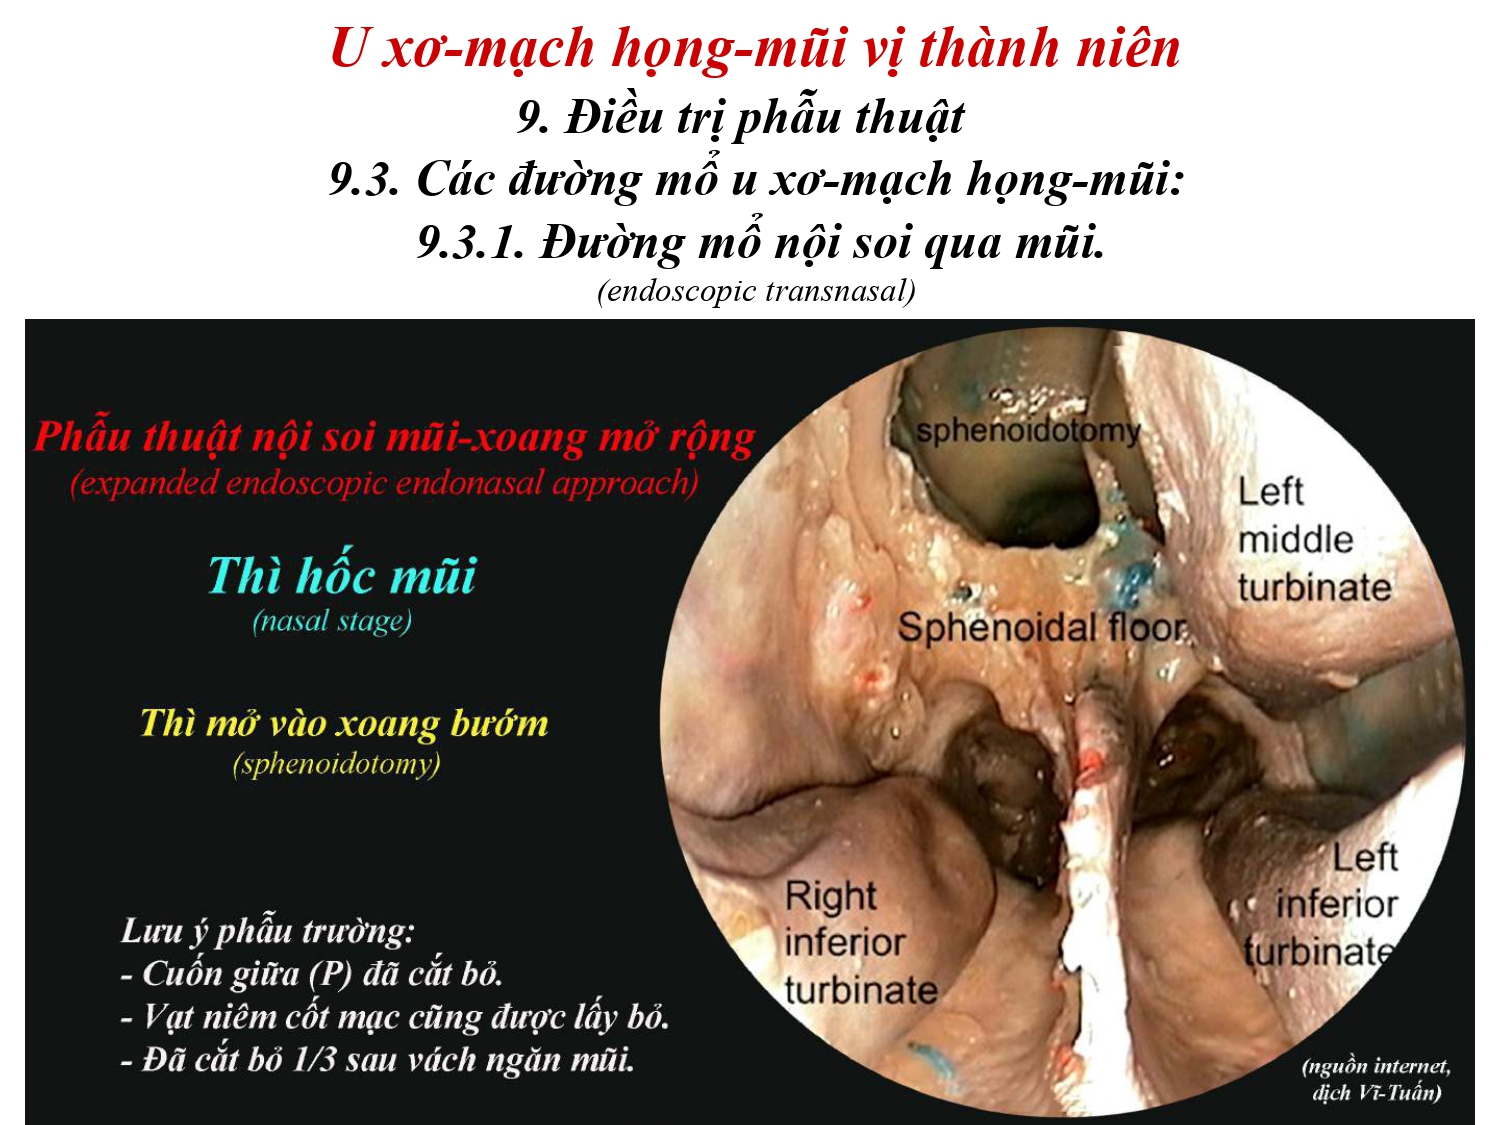 U xơ-mạch họng-mũi vị thành niên
9. Điều trị phẫu thuật
9.3. Các đường mổ u xơ-mạch họng-mũi:
9.3.1. Đường mổ nội soi qua mũi.
(endoscopic transnasal)
Phẫu thuật nội soi mũi-xoang mở rộng
(expanded endoscopic endonasal approach)
Thì hốc mũi
(nasal stage)
Thì mở vào xoang bướm
(sphenoidotomy)
Lưu ý phẫu trường:
- Cuốn giữa (P) đã cắt bỏ.
- Vạt niêm cốt mạc cũng được lấy bỏ.
- Đã cắt bỏ 1/3 sau vách ngăn mũi.
sphenoidotomy
Left
middle
turbinate
Sphenoidal floor
Right
inferior
turbinate
Left
inferior
turbinate
(nguồn internet,
dịch Vĩ-Tuấn)